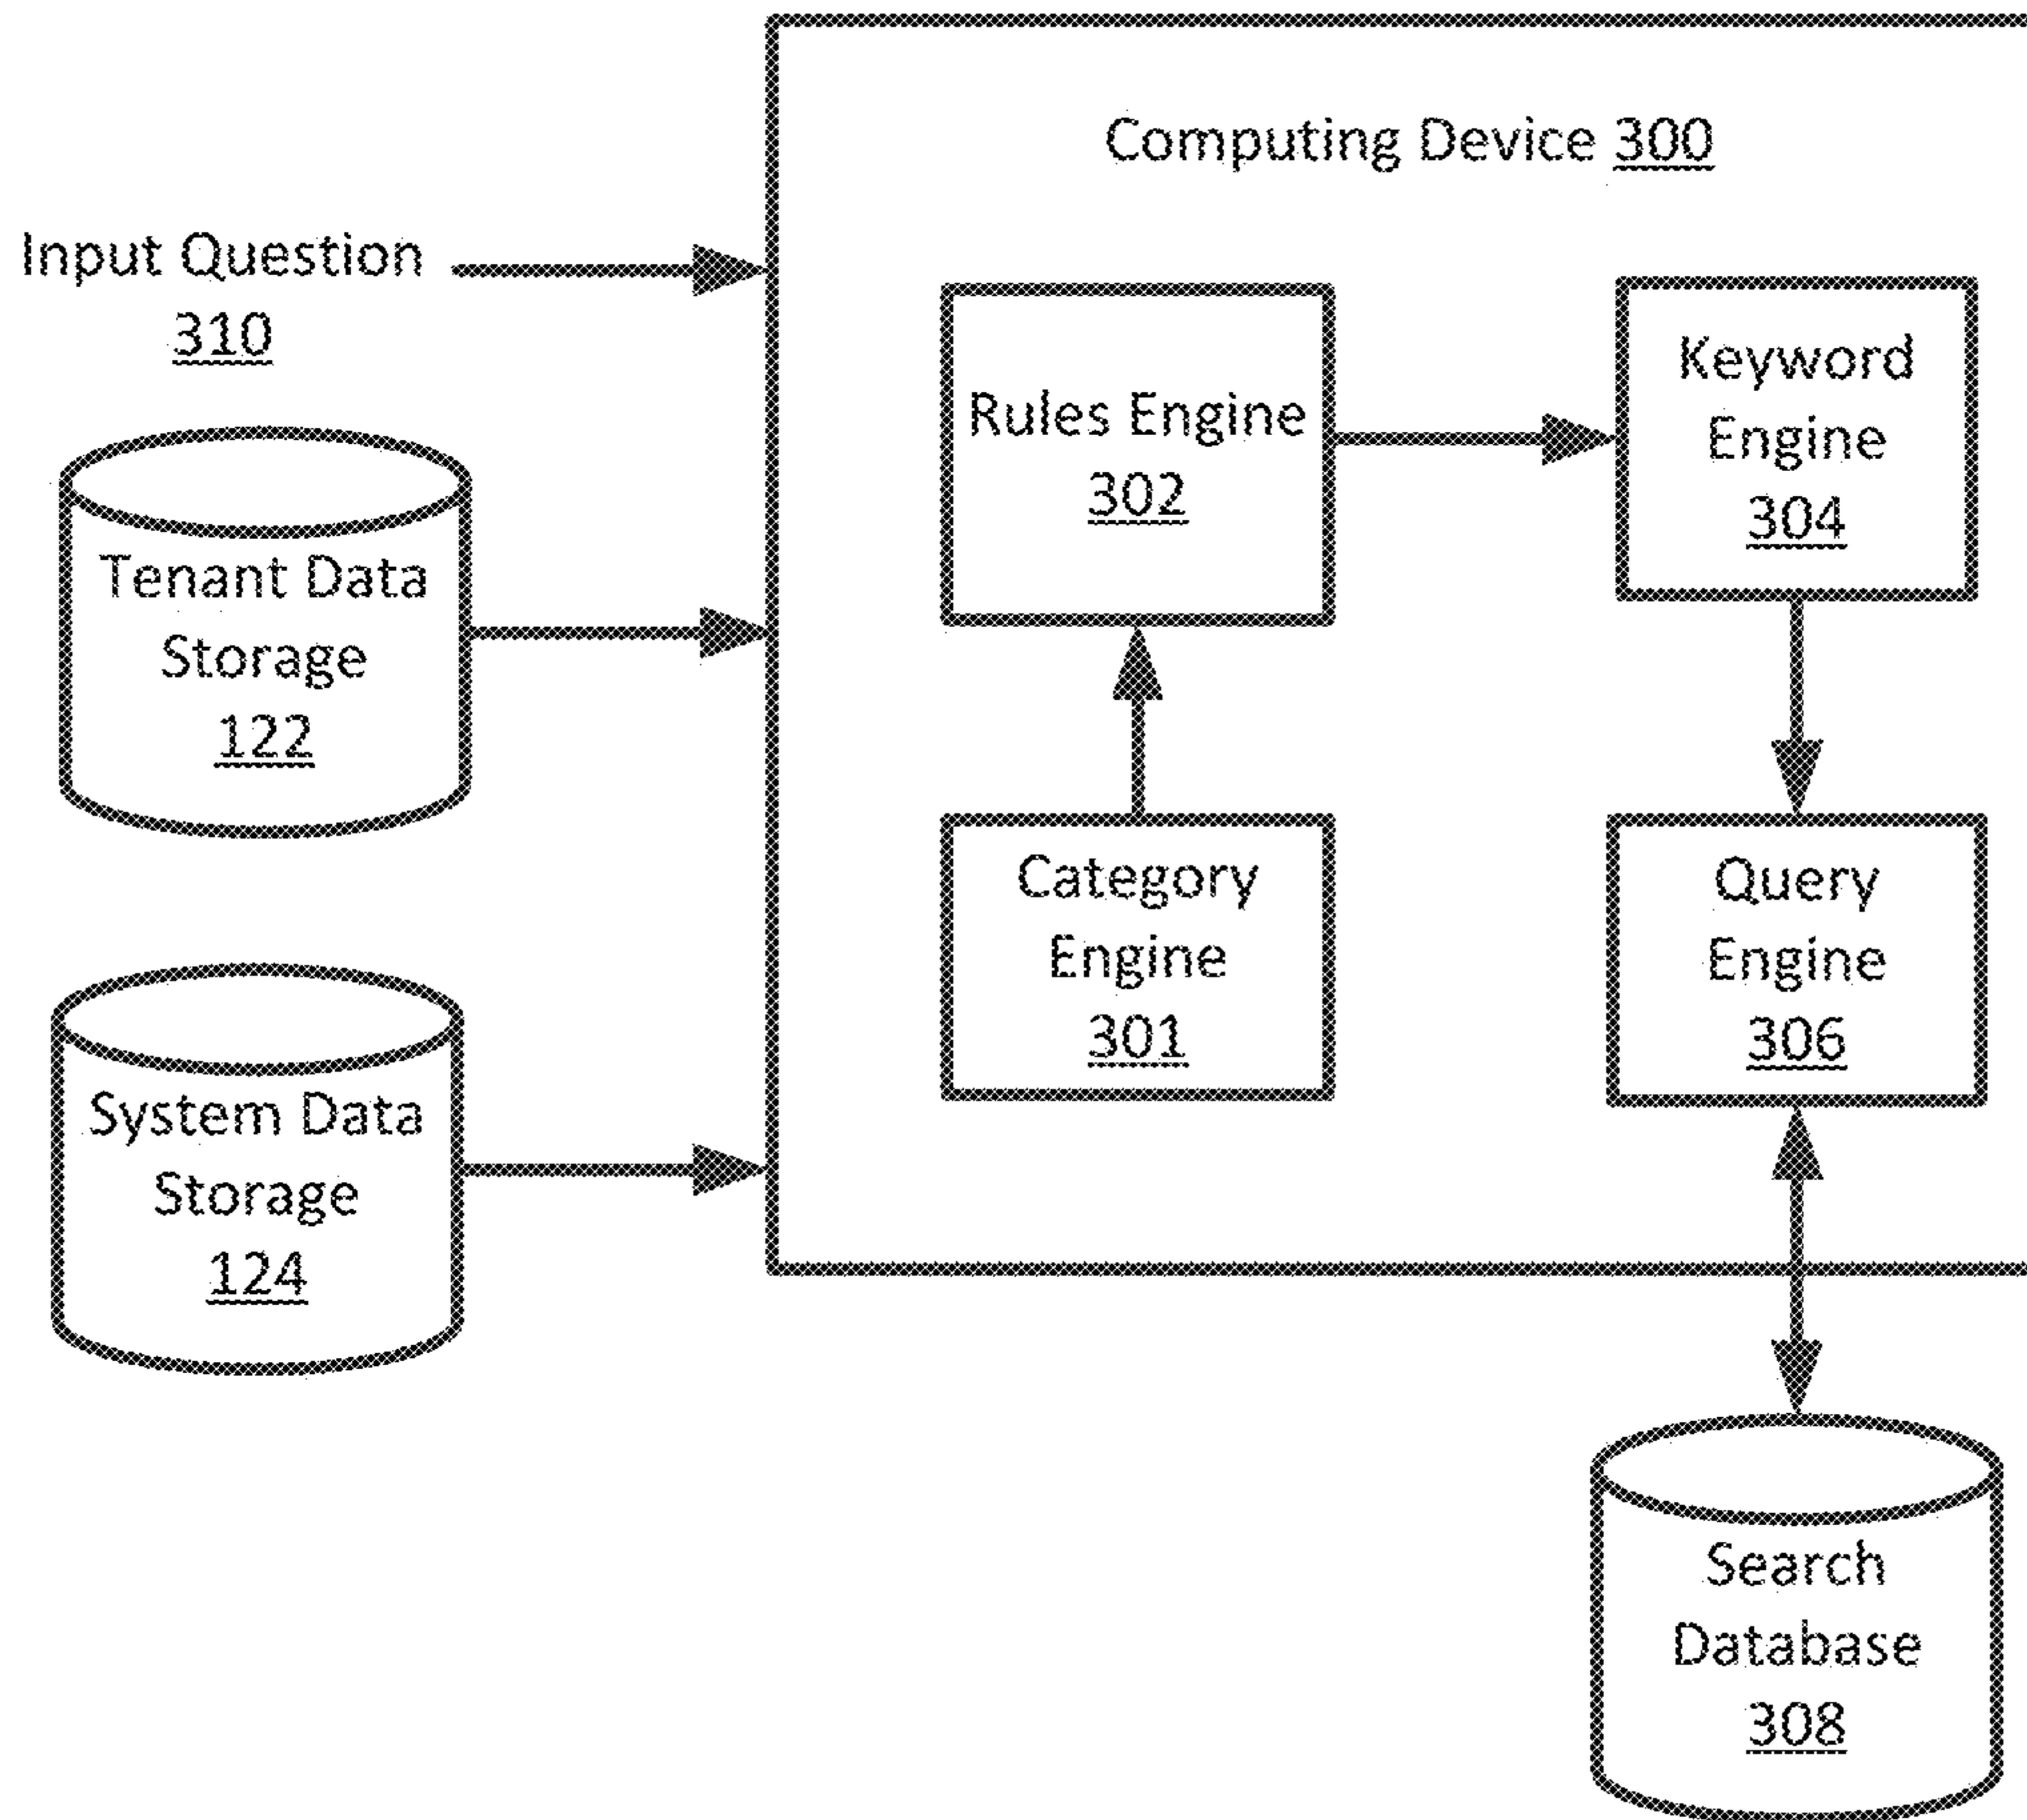 Computing Device 300
Input Question
310
Tenant Data
Storage
122
System Data
Storage
124
Rules Engine
302
Keyword
Engine
304
Category
Engine
301
Query
Engine
306
Search
Database
308